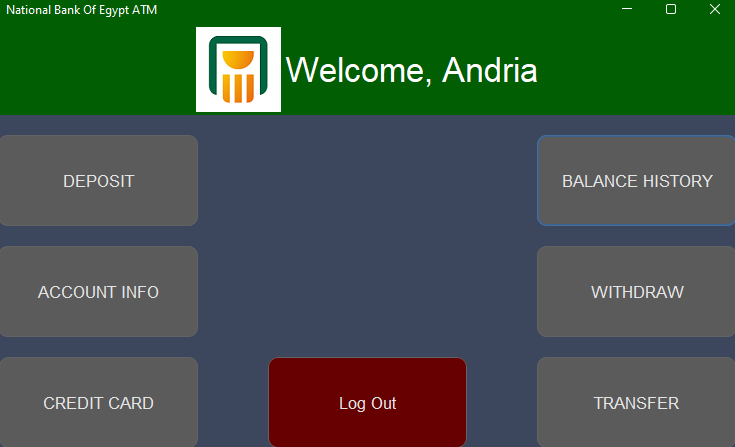 National Bank Of Egypt ATM
Welcome, Andria
DEPOSIT
BALANCE HISTORY
ACCOUNT INFO
WITHDRAW
CREDIT CARD
Log Out
TRANSFER